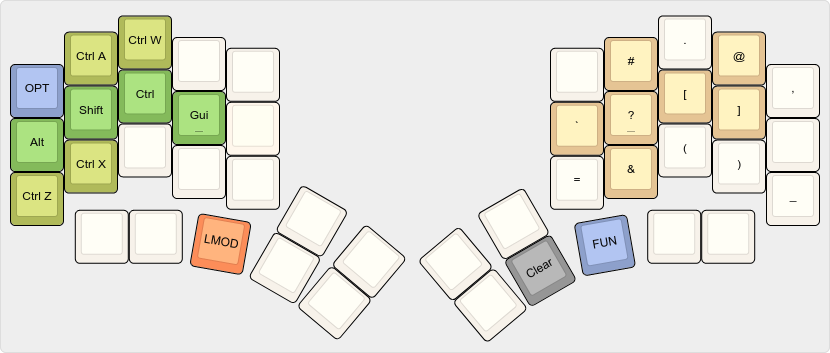 OPT
Alt
Ctrl Z
Ctrl A
Shift
Ctrl X
Ctrl W
Ctrl
Gui
_
LMOD
`
=
#
?
_
&
.
[
(
@
]
)
,
_
Clear
FUN